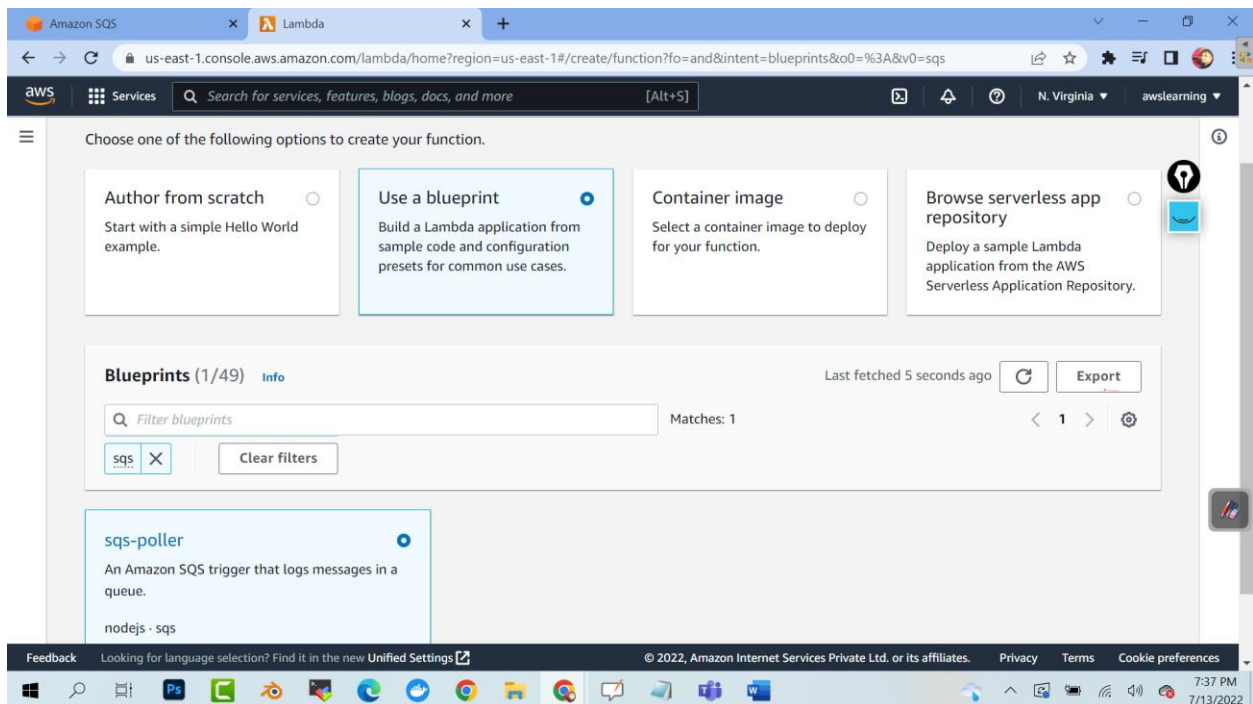 Amazon SQS
Lambda
us-east-1.console.aws.amazon.com/lambda/home?region=us-east-1#/create/function?fo=and&intent=blueprints&o0=%3A&v0=sqs
aws
Services
Search for services, features, blogs, docs, and more
[Alt+S]
N. Virginia
awslearning
Choose one of the following options to create your function.
Author from scratch
Start with a simple Hello World
example.
Use a blueprint
Build a Lambda application from
sample code and configuration
presets for common use cases.
Container image
Select a container image to deploy
for your function.
Browse serverless app
repository
Deploy a sample Lambda
application from the AWS
Serverless Application Repository.
Blueprints (1/49) Info
Last fetched 5 seconds ago
Export
Filter blueprints
Matches: 1
1
sqs
Clear filters
sqs-poller
An Amazon SQS trigger that logs messages in a
queue.
nodejs · sqs
Feedback
Looking for language selection? Find it in the new Unified Settings
© 2022, Amazon Internet Services Private Ltd. or its affiliates.
Privacy
Terms
Cookie preferences
Ps
W
7:37 PM
7/13/2022